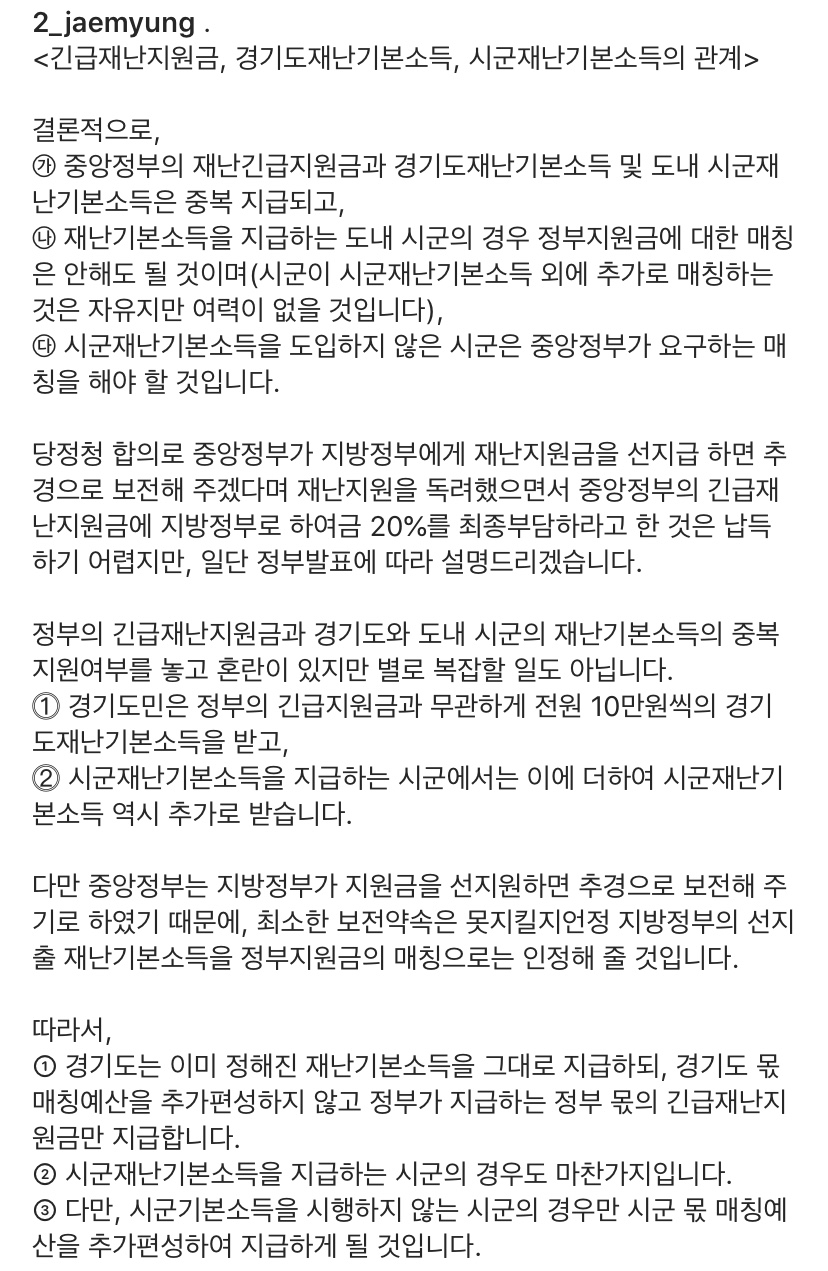 2_jaemyung .
<긴급재난지원금, 경기도재난기본소득, 시군재난기본소득의 관계>
결론적으로,
㉮ 중앙정부의 재난긴급지원금과 경기도재난기본소득 및 도내 시군재
난기본소득은 중복 지급되고,
㉯ 재난기본소득을 지급하는 도내 시군의 경우 정부지원금에 대한 매칭
은 안해도 될 것이며(시군이 시군재난기본소득 외에 추가로 매칭하는
것은 자유지만 여력이 없을 것입니다),
㉰ 시군재난기본소득을 도입하지 않은 시군은 중앙정부가 요구하는 매
칭을 해야 할 것입니다.
당정청 합의로 중앙정부가 지방정부에게 재난지원금을 선지급 하면 추
경으로 보전해 주겠다며 재난지원을 독려했으면서 중앙정부의 긴급재
난지원금에 지방정부로 하여금 20%를 최종부담하라고 한 것은 납득
하기 어렵지만, 일단 정부발표에 따라 설명드리겠습니다.
정부의 긴급재난지원금과 경기도와 도내 시군의 재난기본소득의 중복
지원여부를 놓고 혼란이 있지만 별로 복잡할 일도 아닙니다.
⓵ 경기도민은 정부의 긴급지원금과 무관하게 전원 10만원씩의 경기
도재난기본소득을 받고,
⓶ 시군재난기본소득을 지급하는 시군에서는 이에 더하여 시군재난기
본소득 역시 추가로 받습니다.
다만 중앙정부는 지방정부가 지원금을 선지원하면 추경으로 보전해 주
기로 하였기 때문에, 최소한 보전약속은 못지킬지언정 지방정부의 선지
출 재난기본소득을 정부지원금의 매칭으로는 인정해 줄 것입니다.
따라서,
① 경기도는 이미 정해진 재난기본소득을 그대로 지급하되, 경기도 몫
매칭예산을 추가편성하지 않고 정부가 지급하는 정부 몫의 긴급재난지
원금만 지급합니다.
② 시군재난기본소득을 지급하는 시군의 경우도 마찬가지입니다.
③ 다만, 시군기본소득을 시행하지 않는 시군의 경우만 시군 몫 매칭예
산을 추가편성하여 지급하게 될 것입니다.